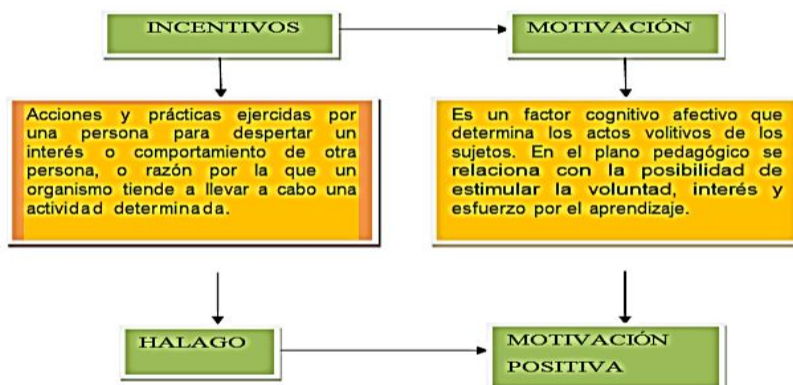 INCENTIVOS
MOTIVACIÓN
Acciones y prácticas ejercidas por
una persona para despertar un
interés o comportamiento de otra
persona, o razón por la que un
organismo tiende a llevar a cabo una
actividad determinada.
Es un factor cognitivo afectivo que
determina los actos volitivos de los
sujetos. En el plano pedagógico se
relaciona con la posibilidad de
estimular la voluntad, interés y
esfuerzo por el aprendizaje.
HALAGO
MOTIVACIÓN
POSITIVA